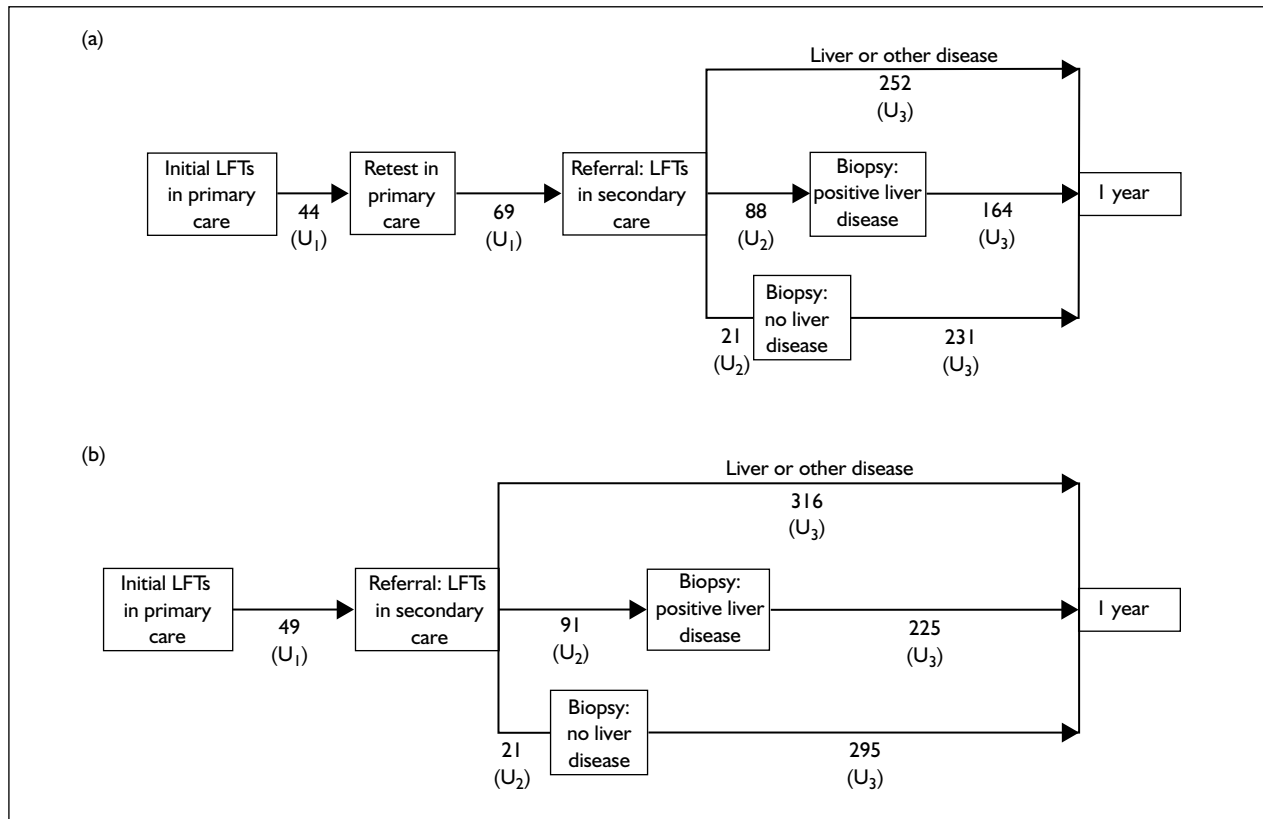 (a)
Liver or other disease
252
(U3)
Initial LFTs
in primary
care
44
(U1)
Retest in
primary
care
69
(U1)
Referral: LFTs
in secondary
care
88
(U2)
Biopsy:
positive liver
disease
164
(U3)
1 year
21
(U2)
Biopsy:
no liver
disease
231
(U3)
(b)
Liver or other disease
316
(U3)
Initial LFTs
in primary
care
49
(U1)
Referral: LFTs
in secondary
care
91
(U2)
Biopsy:
positive liver
disease
225
(U3)
1 year
21
(U2)
Biopsy:
no liver
disease
295
(U3)